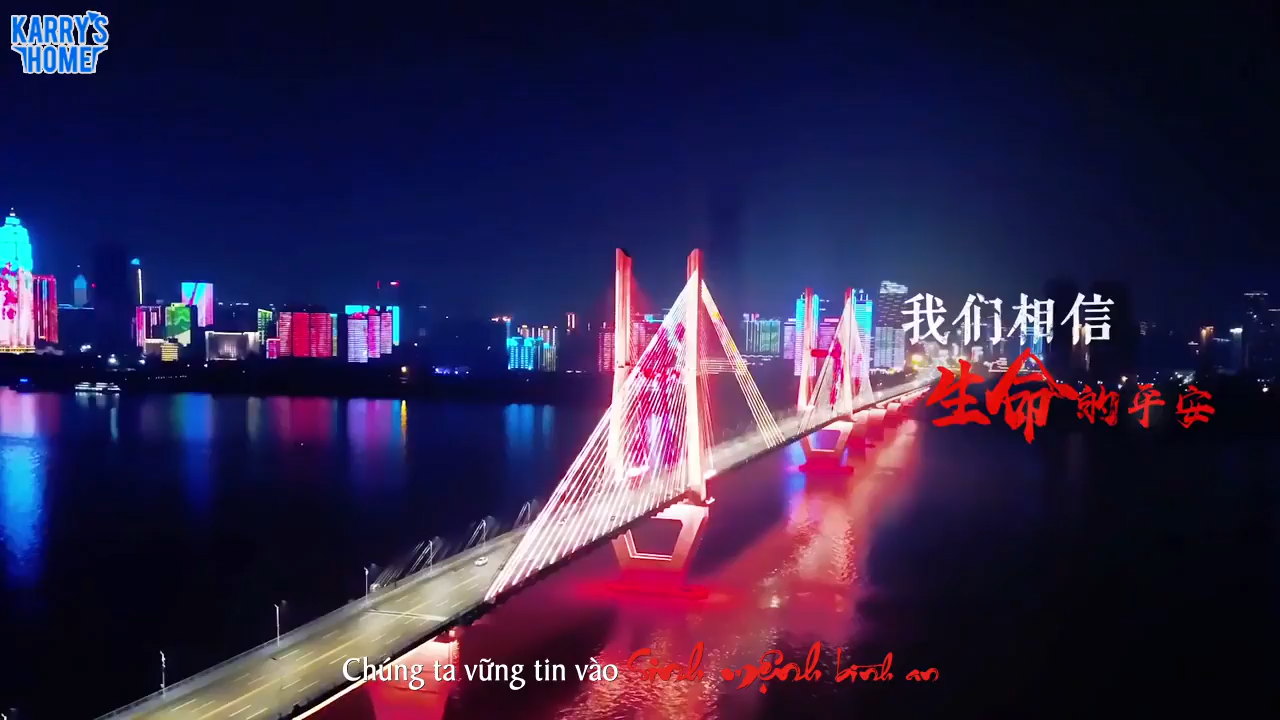 KARRY'S
HOME
我们相信
生命的平安
Chúng ta vững tin vào sinh mệnh bình an